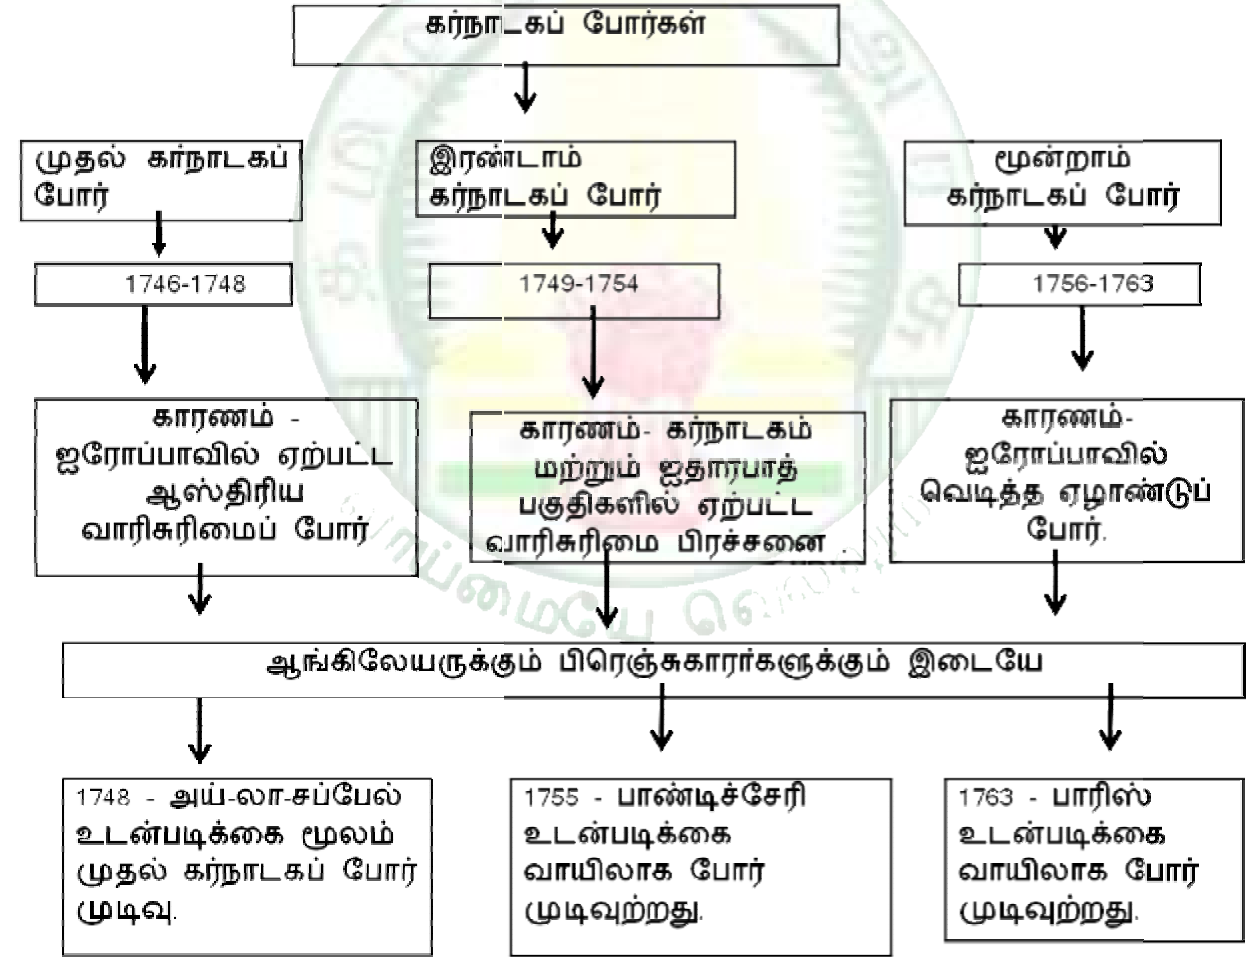 கர்நாடகப் போர்கள்
முதல் கர்நாடகப்
போர்
இரண்டாம்
கர்நாடகப் போர்
மூன்றாம்
கர்நாடகப் போர்
1746-1748
1749-1754
1756-1763
காரணம் -
ஐரோப்பாவில் ஏற்பட்ட
ஆஸ்திரிய
வாரிசுரிமைப் போர்
காரணம்- கர்நாடகம்
மற்றும் ஐதராபாத்
பகுதிகளில் ஏற்பட்ட
வாரிசுரிமை பிரச்சனை
காரணம்-
ஐரோப்பாவில்
வெடித்த ஏழாண்டுப்
போர்.
ஆங்கிலேயருக்கும் பிரெஞ்சுகாரர்களுக்கும் இடையே
1748 - அய்-லா-சப்பேல்
உடன்படிக்கை மூலம்
முதல் கர்நாடகப் போர்
முடிவு.
1755 - பாண்டிச்சேரி
உடன்படிக்கை
வாயிலாக போர்
முடிவுற்றது.
1763 - பாரிஸ்
உடன்படிக்கை
வாயிலாக போர்
முடிவுற்றது.